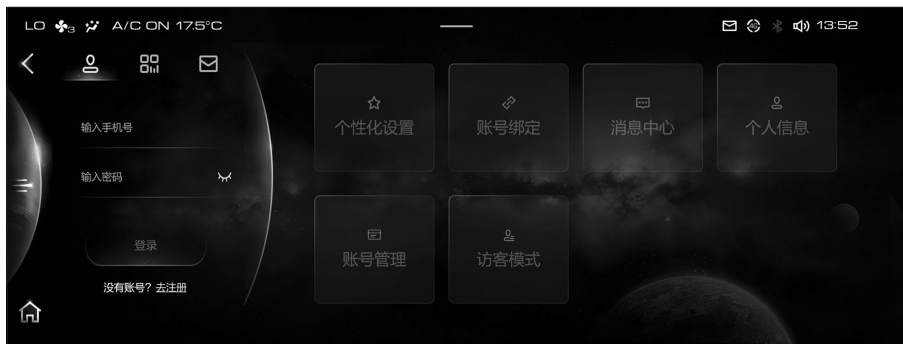 LO 3 A/C ON 17.5°C
4G 13:52
输入手机号
输入密码
登录
没有账号？去注册
个性化设置
账号绑定
消息中心
个人信息
账号管理
访客模式